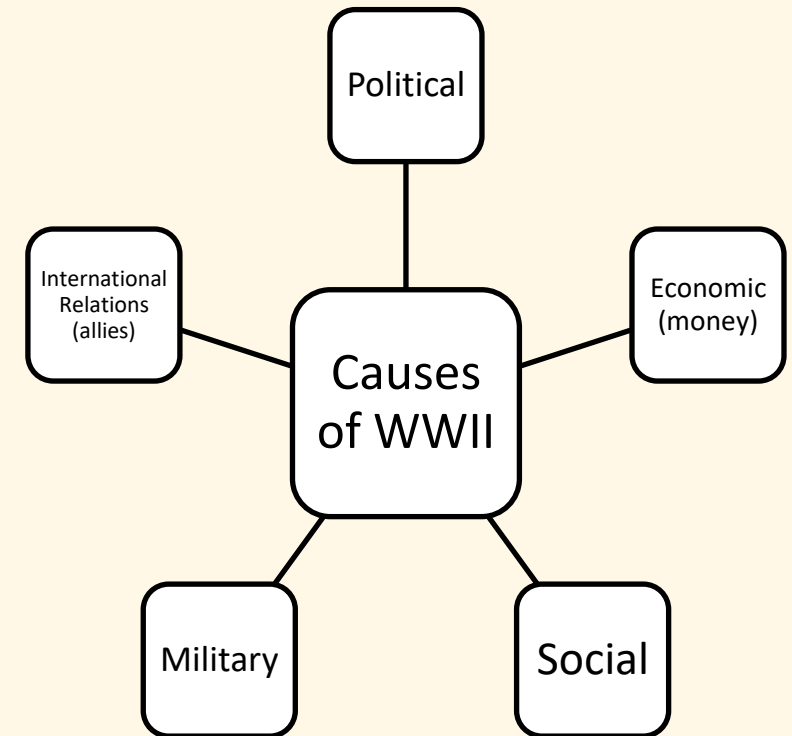 Political
International
Relations
(allies)
Economic
(money)
Causes
of WWII
Military
Social